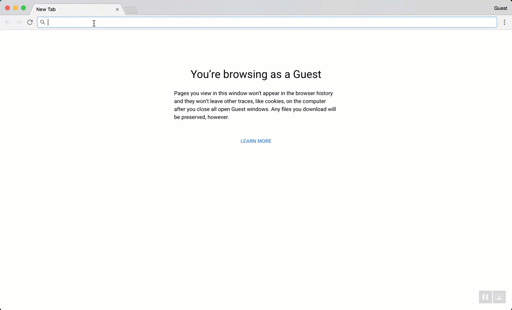 New Tab
Guest
You're browsing as a Guest
Pages you view in this window won't appear in the browser history
and they won't leave other traces, like cookies, on the computer
after you close all open Guest windows. Any files you download will
be preserved, however.
LEARN MORE